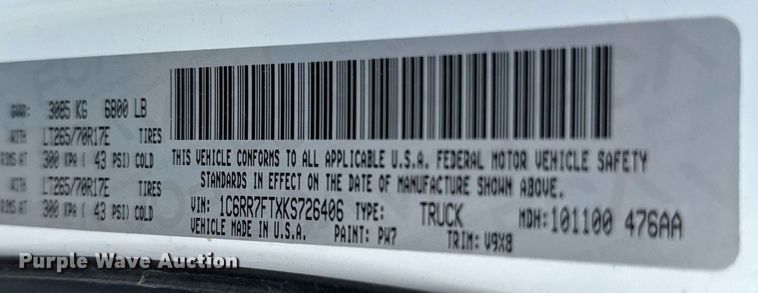 GVWR: 3085 KG 6800 LB
WITH LT265/70R17E TIRES
RIMS AT 300 KPA ( 43 PSI) COLD
WITH LT265/70R17E TIRES
RIMS AT 300 KPA ( 43 PSI) COLD
THIS VEHICLE CONFORMS TO ALL APPLICABLE U.S.A. FEDERAL MOTOR VEHICLE SAFETY
STANDARDS IN EFFECT ON THE DATE OF MANUFACTURE SHOWN ABOVE.
VIN: 1C6RR7FTXKS726406 TYPE: TRUCK MDH:101100 476AA
VEHICLE MADE IN U.S.A. PAINT: PW7 TRIM: V9X8
Purple Wave Auction